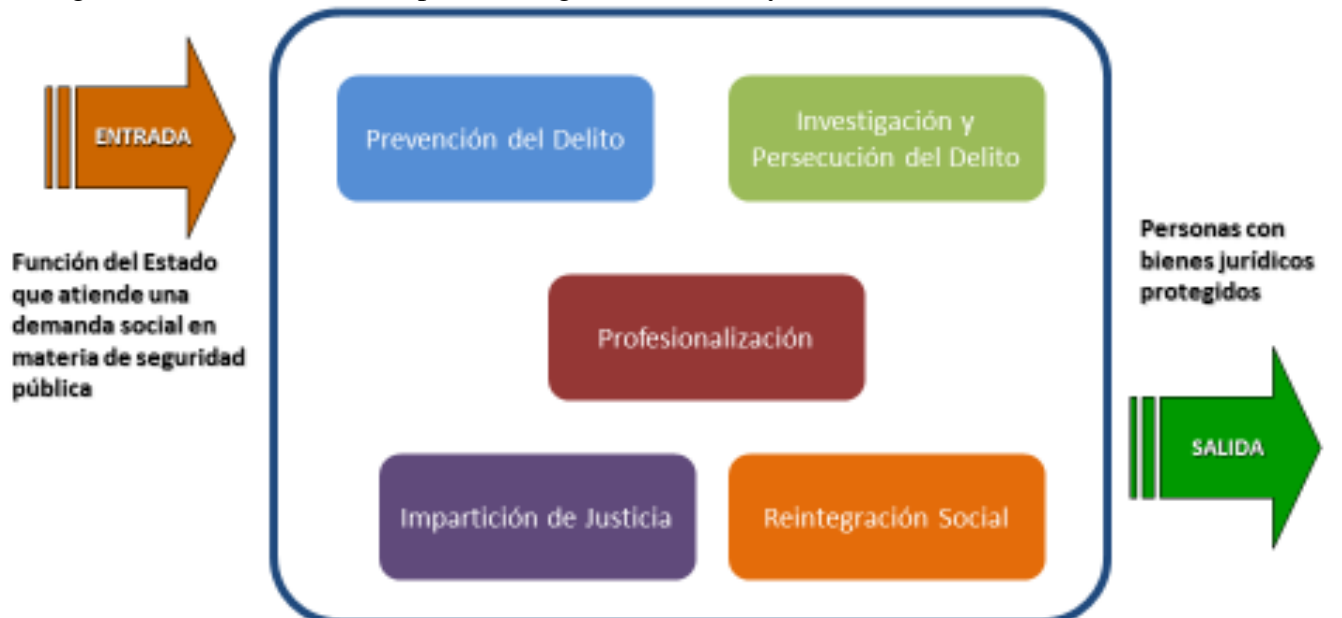 ENTRADA
Función del Estado
que atiende una
demanda social en
materia de seguridad
pública
Prevención del Delito
Investigación y
Persecución del Delito
Profesionalización
Impartición de Justicia
Reintegración Social
Personas con
bienes jurídicos
protegidos
SALIDA